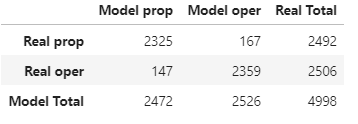 Model prop Model oper Real Total
Real prop 2325 167 2492
Real oper 147 2359 2506
Model Total 2472 2526 4998